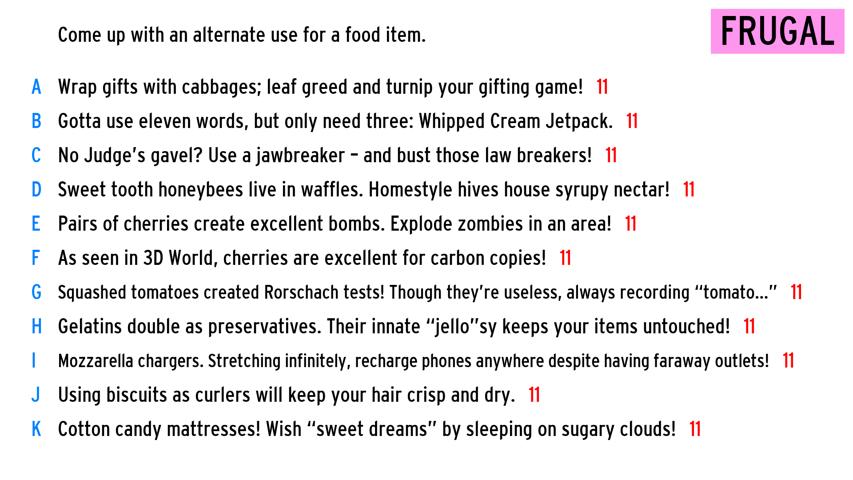 Come up with an alternate use for a food item.
FRUGAL
A Wrap gifts with cabbages; leaf greed and turnip your gifting game! 11
B Gotta use eleven words, but only need three: Whipped Cream Jetpack. 11
C No Judge's gavel? Use a jawbreaker – and bust those law breakers! 11
D Sweet tooth honeybees live in waffles. Homestyle hives house syrupy nectar! 11
E Pairs of cherries create excellent bombs. Explode zombies in an area! 11
F As seen in 3D World, cherries are excellent for carbon copies! 11
G Squashed tomatoes created Rorschach tests! Though they're useless, always recording “tomato...” 11
H Gelatins double as preservatives. Their innate “jello”sy keeps your items untouched! 11
I Mozzarella chargers. Stretching infinitely, recharge phones anywhere despite having faraway outlets! 11
J Using biscuits as curlers will keep your hair crisp and dry. 11
K Cotton candy mattresses! Wish “sweet dreams” by sleeping on sugary clouds! 11